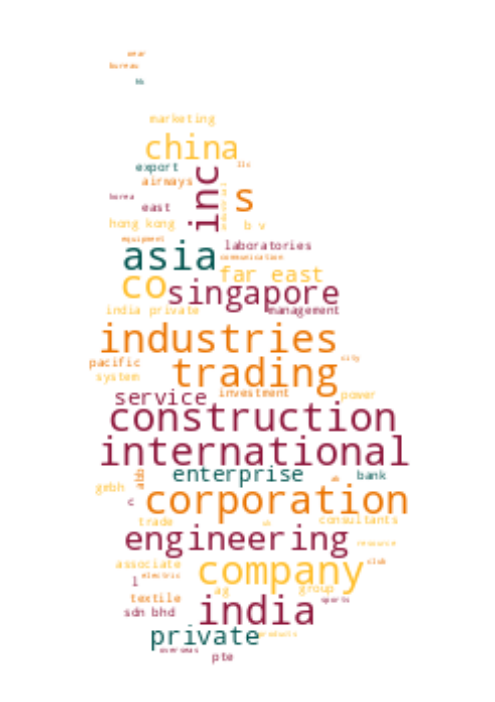 near
bureau
hk
marketing
china
export
llc
airways
inc
korea
s
east
hong kong
b v
equipment
laboratories
asia
communication
far east
co
singapore
india private
management
industries
pacific
city
trading
system
service
investment
power
construction
international
enterprise
abb
bank
gmbh
corporation
c
trade
consultants
engineering
resource
associate
club
company
l
electric
ag
group
textile
sports
sdn bhd
india
private
products
overseas
pte